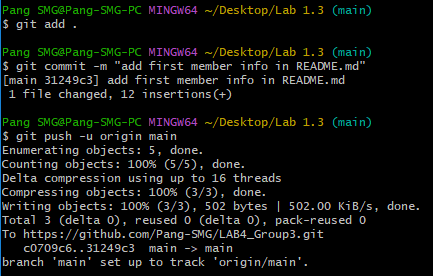 Pang SMG@Pang-SMG-PC MINGW64 ~/Desktop/Lab 1.3 (main)
$ git add .
Pang SMG@Pang-SMG-PC MINGW64 ~/Desktop/Lab 1.3 (main)
$ git commit -m "add first member info in README.md"
[main 31249c3] add first member info in README.md
 1 file changed, 12 insertions(+)
Pang SMG@Pang-SMG-PC MINGW64 ~/Desktop/Lab 1.3 (main)
$ git push -u origin main
Enumerating objects: 5, done.
Counting objects: 100% (5/5), done.
Delta compression using up to 16 threads
Compressing objects: 100% (3/3), done.
Writing objects: 100% (3/3), 502 bytes | 502.00 KiB/s, done.
Total 3 (delta 0), reused 0 (delta 0), pack-reused 0
To https://github.com/Pang-SMG/LAB4_Group3.git
   c0709c6..31249c3  main -> main
branch 'main' set up to track 'origin/main'.